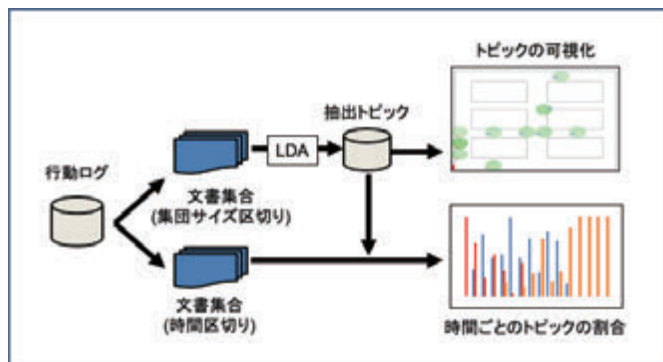 トピックの可視化
抽出トピック
LDA
行動ログ
文書集合
(集団サイズ区切り)
文書集合
(時間区切り)
時間ごとのトピックの割合